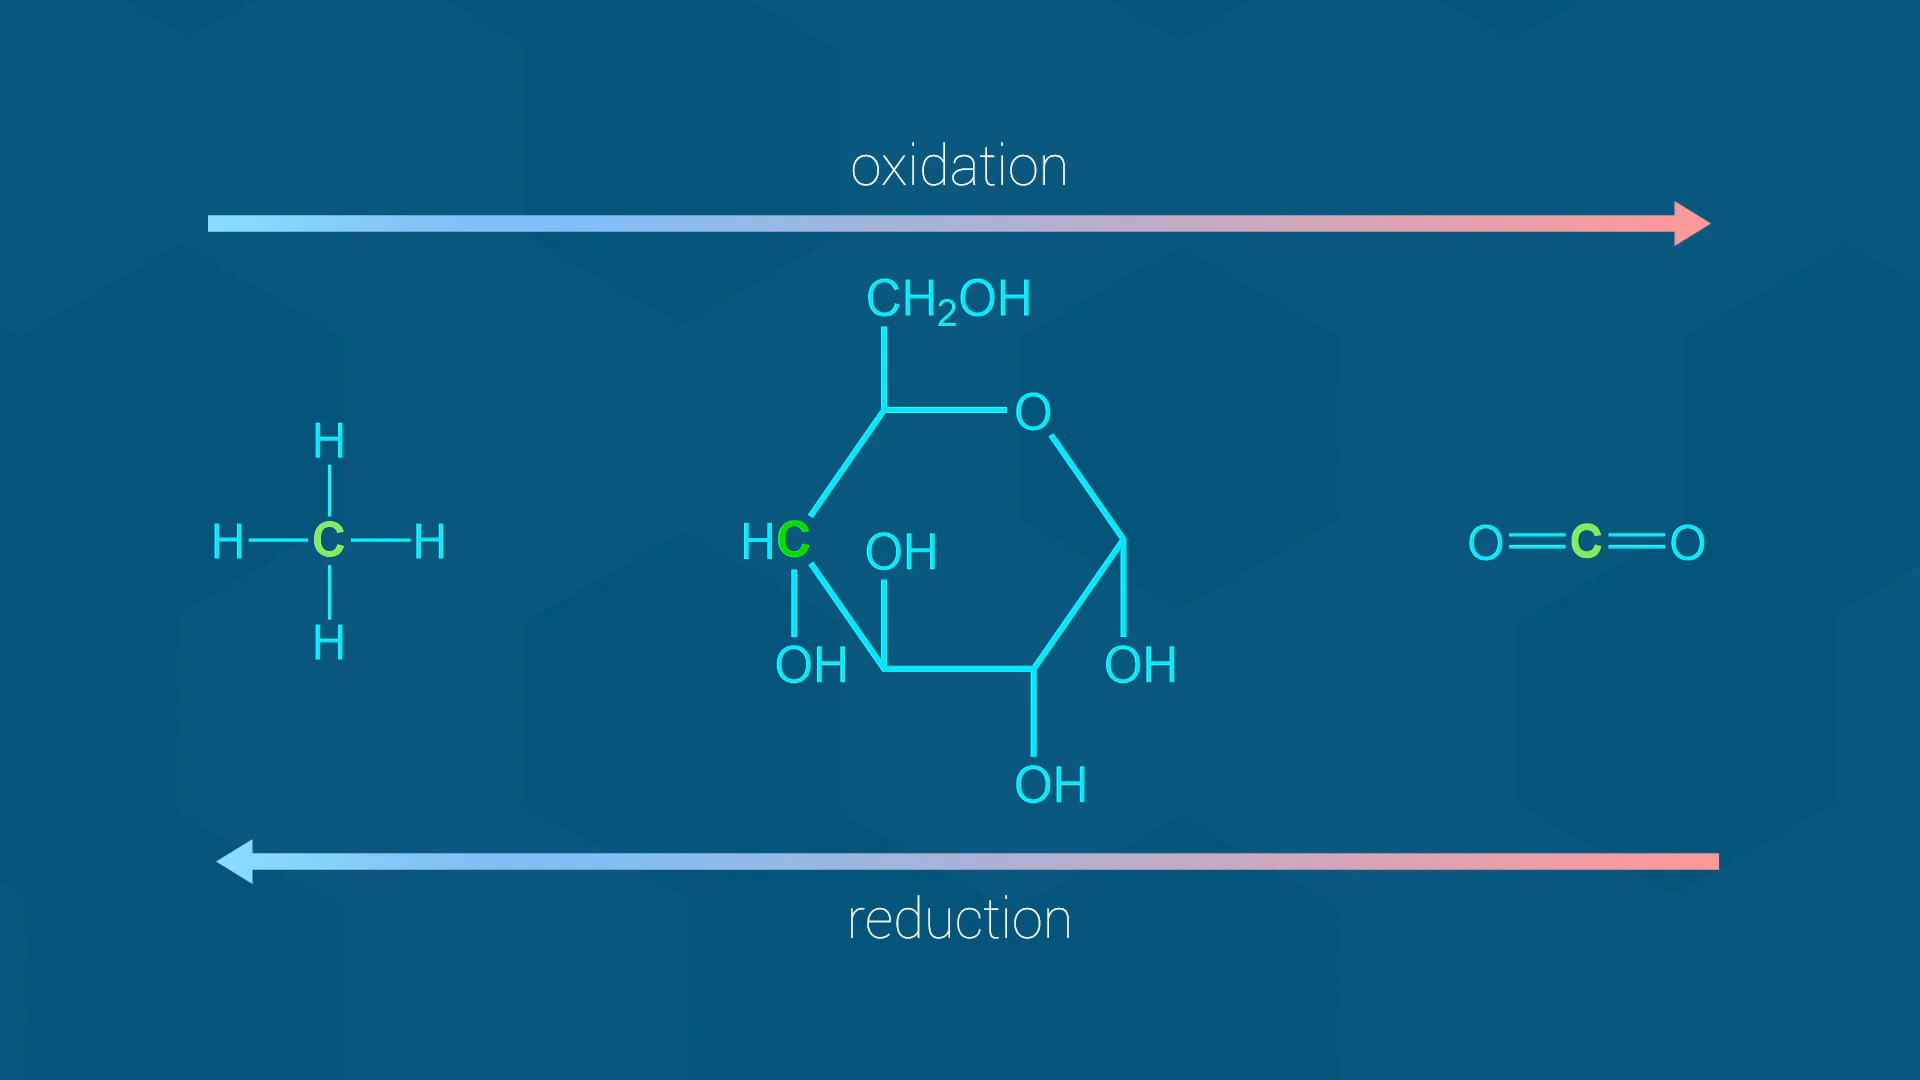 oxidation
CH₂OH
O
H
H C H
H
HC
OH
O C O
OH
OH
OH
reduction